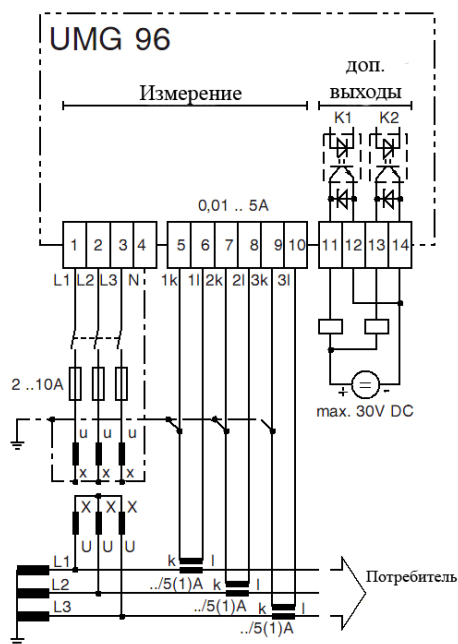 UMG 96
доп.
выходы
Измерение
K1 K2
0,01 .. 5A
1 2 3 4 5 6 7 8 9 10 11 12 13 14
L1 L2 L3 N 1k 1l 2k 2l 3k 3l
2 ..10A
+ = -
max. 30V DC
u u u
x x x
X X X
U U U
L1 k l
L2 ../5(1)A k l
L3 ../5(1)A k l
../5(1)A
Потребитель